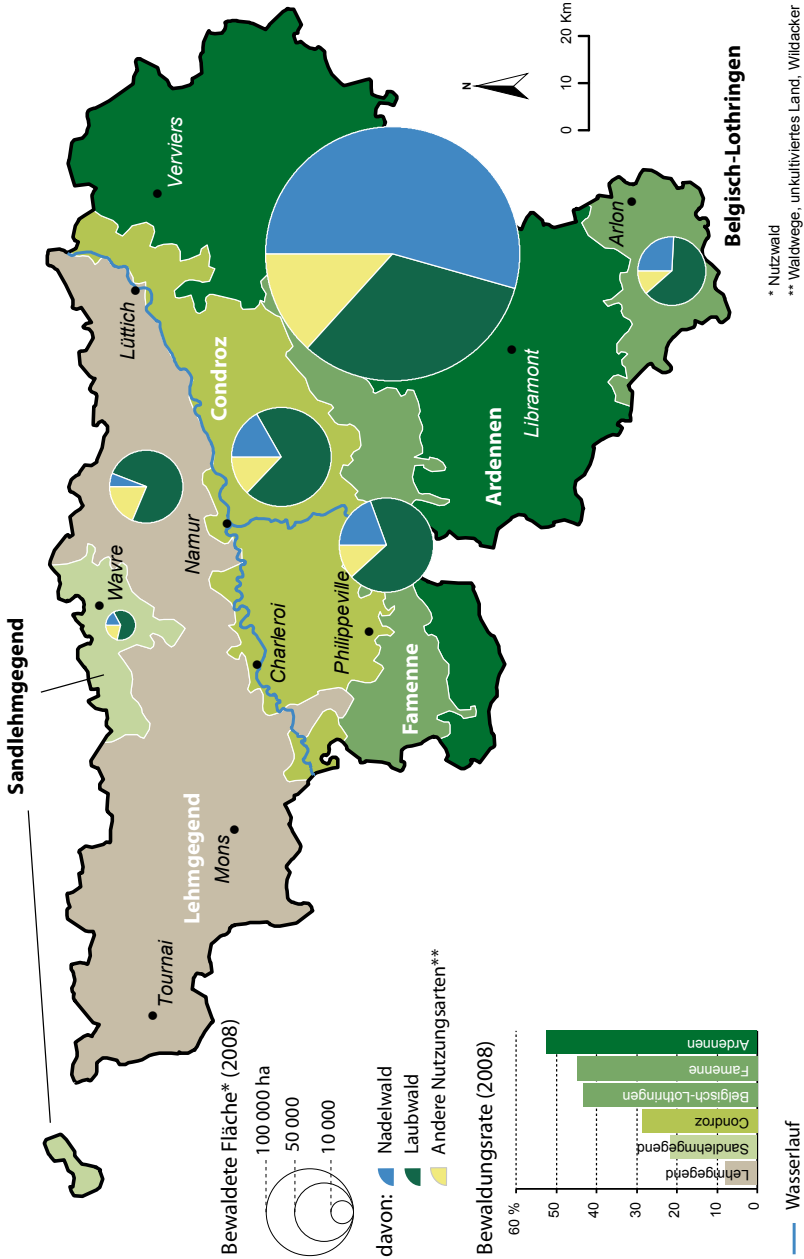 Sandlehmgegend
Lehmgegend
Condroz
Famenne
Ardennen
Belgisch-Lothringen
Tournai
Mons
Wavre
Charleroi
Namur
Philippeville
Lüttich
Verviers
Libramont
Arlon
N
0 10 20 Km
Bewaldete Fläche* (2008)
100 000 ha
50 000
10 000
davon:
Nadelwald
Laubwald
Andere Nutzungsarten**
Bewaldungsrate (2008)
60 %
50
40
30
20
10
0
Lehmgegend
Sandlehmgegend
Condroz
Belgisch-Lothringen
Famenne
Ardennen
Wasserlauf
* Nutzwald
** Waldwege, unkultiviertes Land, Wildacker